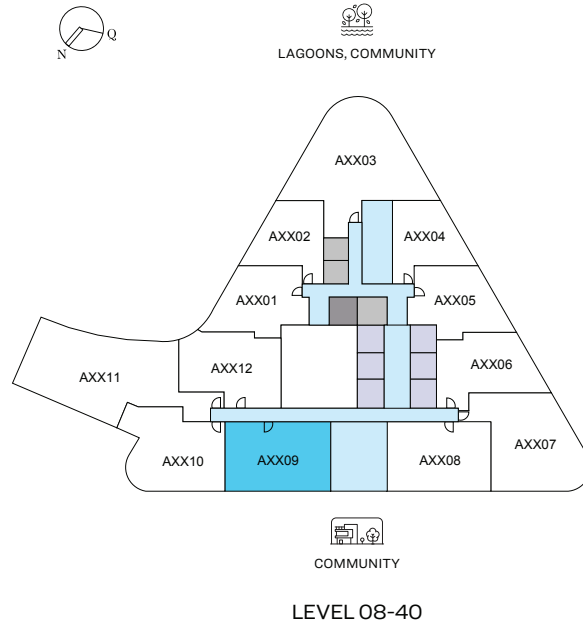 Q
N
LAGOONS, COMMUNITY
AXX03
AXX02
AXX04
AXX01
AXX05
AXX11
AXX12
AXX06
AXX10
AXX09
AXX08
AXX07
COMMUNITY
LEVEL 08-40